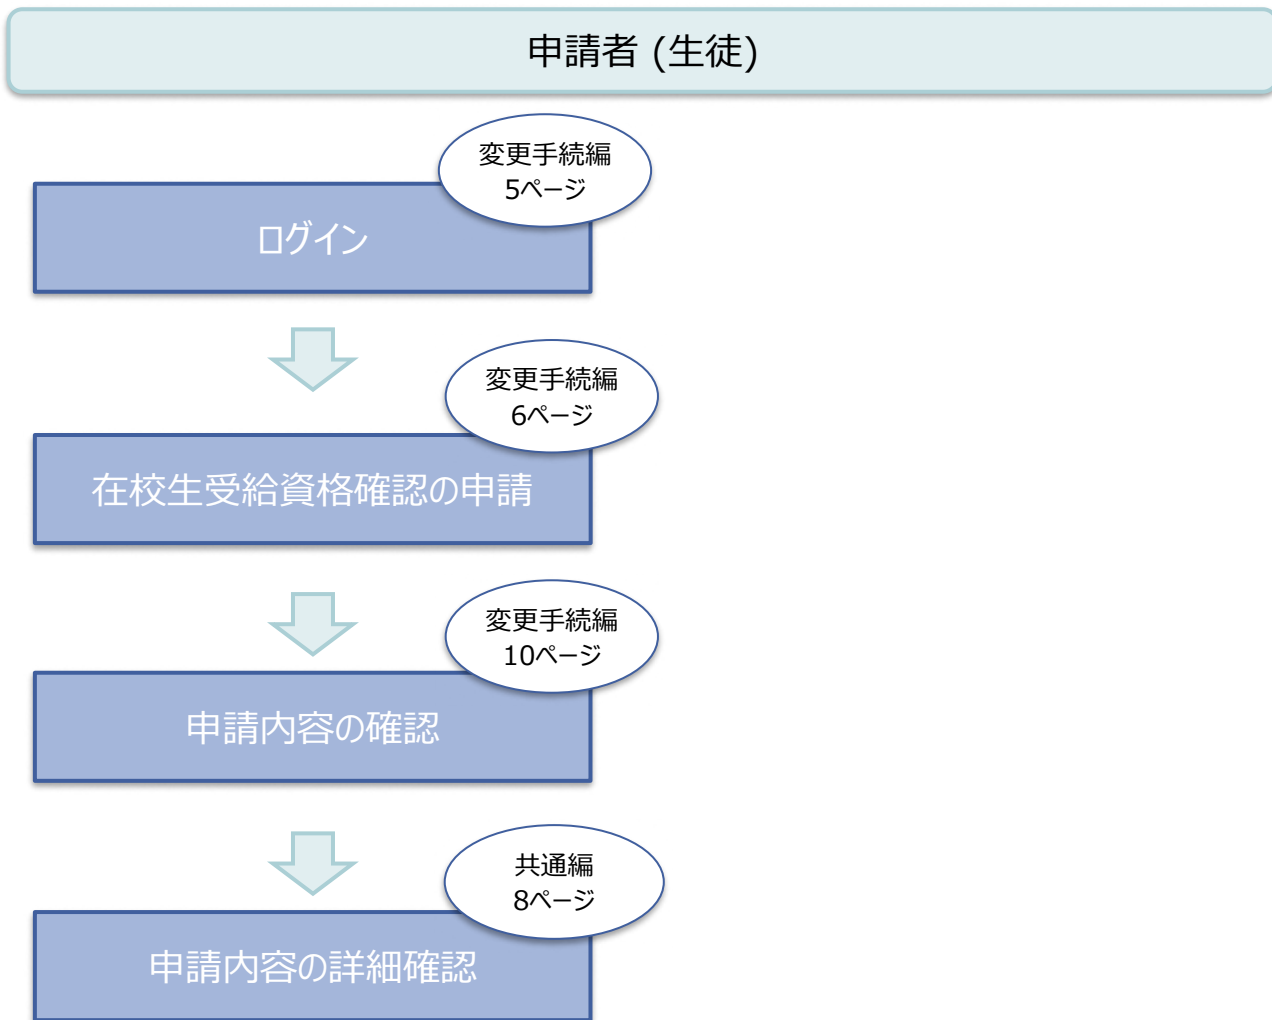 申請者 (生徒)
変更手続編
5ページ
ログイン
変更手続編
6ページ
在校生受給資格確認の申請
変更手続編
10ページ
申請内容の確認
共通編
8ページ
申請内容の詳細確認